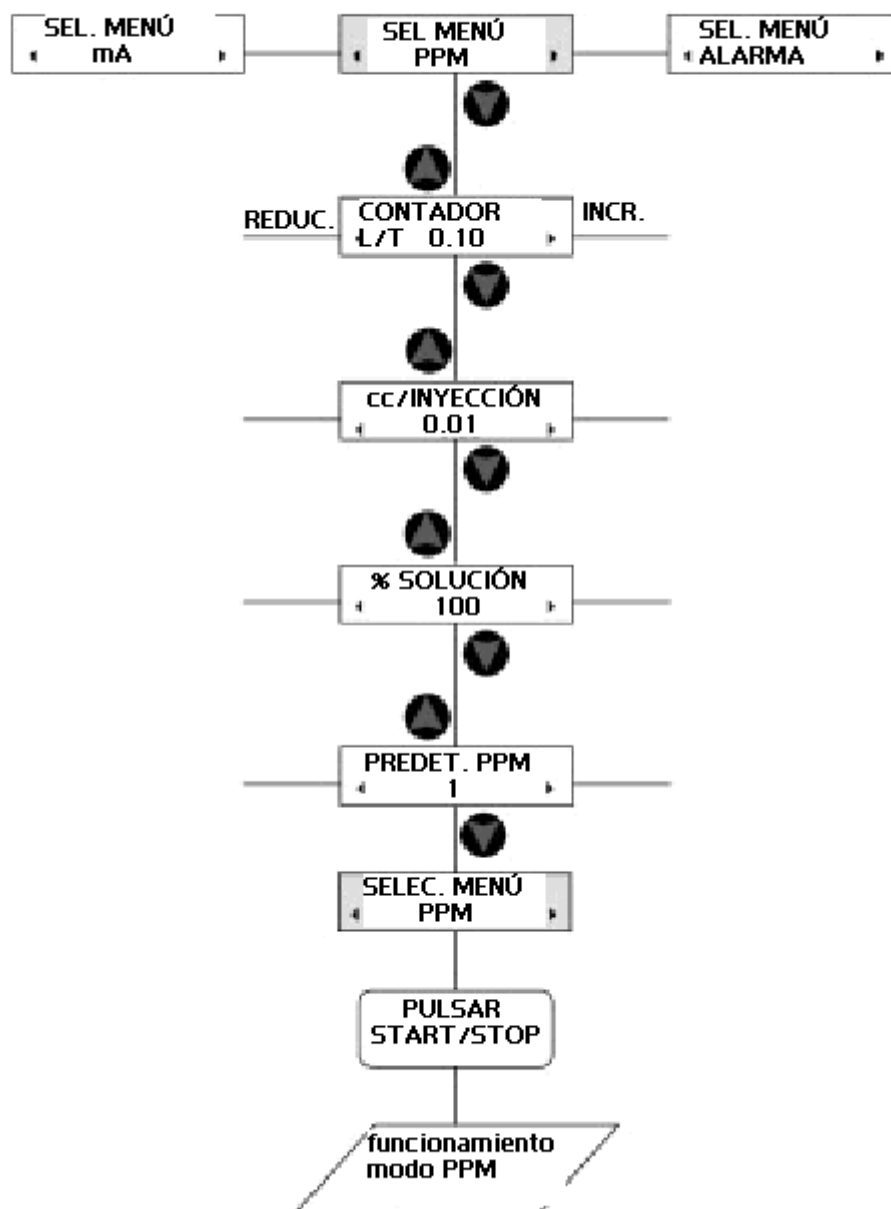 SEL. MENÚ
mA
SEL MENÚ
PPM
SEL. MENÚ
ALARMA
REDUC.
CONTADOR
L/T 0.10
INCR.
cc/INYECCIÓN
0.01
% SOLUCIÓN
100
PREDET. PPM
1
SELEC. MENÚ
PPM
PULSAR
START/STOP
funcionamiento
modo PPM